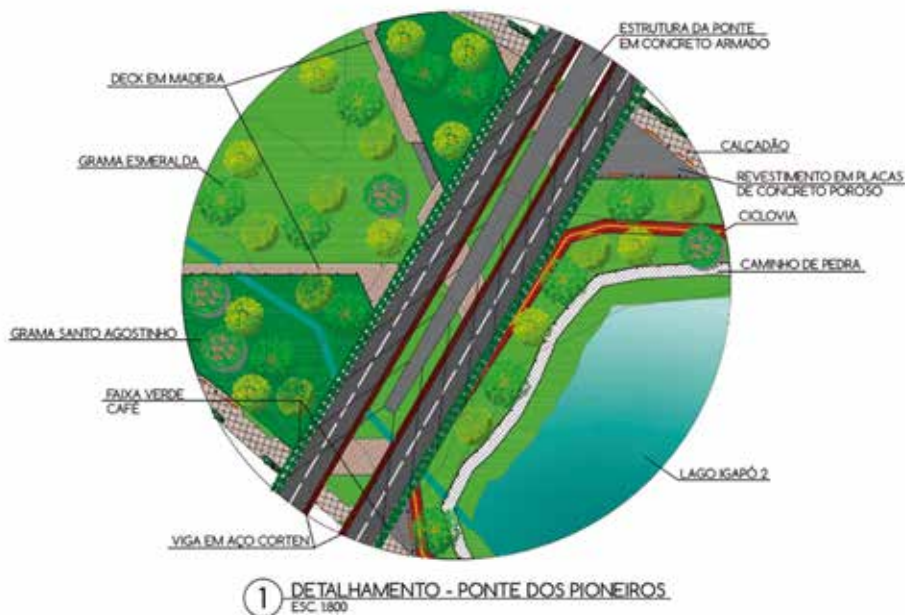 ESTRUTURA DA PONTE
EM CONCRETO ARMADO
DECK EM MADEIRA
CALÇADÃO
GRAMA ESMERALDA
REVESTIMENTO EM PLACAS
DE CONCRETO POROSO
CICLOVIA
CAMINHO DE PEDRA
GRAMA SANTO AGOSTINHO
FAIXA VERDE
CAFÉ
LAGO IGAPÓ 2
VIGA EM AÇO CORTEN
1 DETALHAMENTO - PONTE DOS PIONEIROS
ESC. 1:800